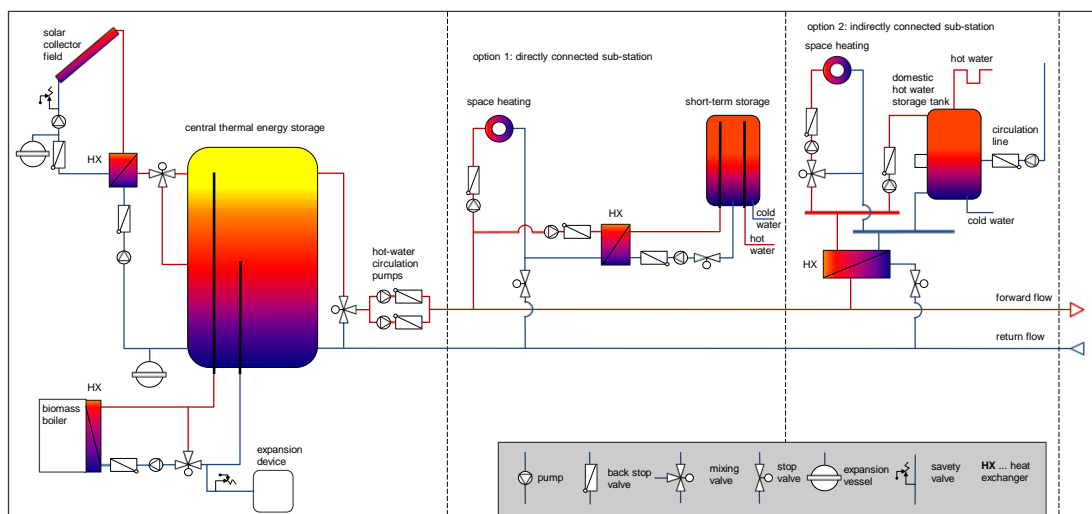 solar
collector
field
HX
central thermal energy storage
hot-water
circulation
pumps
HX
biomass
boiler
expansion
device
option 1: directly connected sub-station
space heating
short-term storage
HX
cold
water
hot
water
option 2: indirectly connected sub-station
space heating
hot water
domestic
hot water
storage tank
circulation
line
cold water
HX
forward flow
return flow
pump
back stop
valve
mixing
valve
stop
valve
expansion
vessel
savety
valve
HX ... heat
exchanger